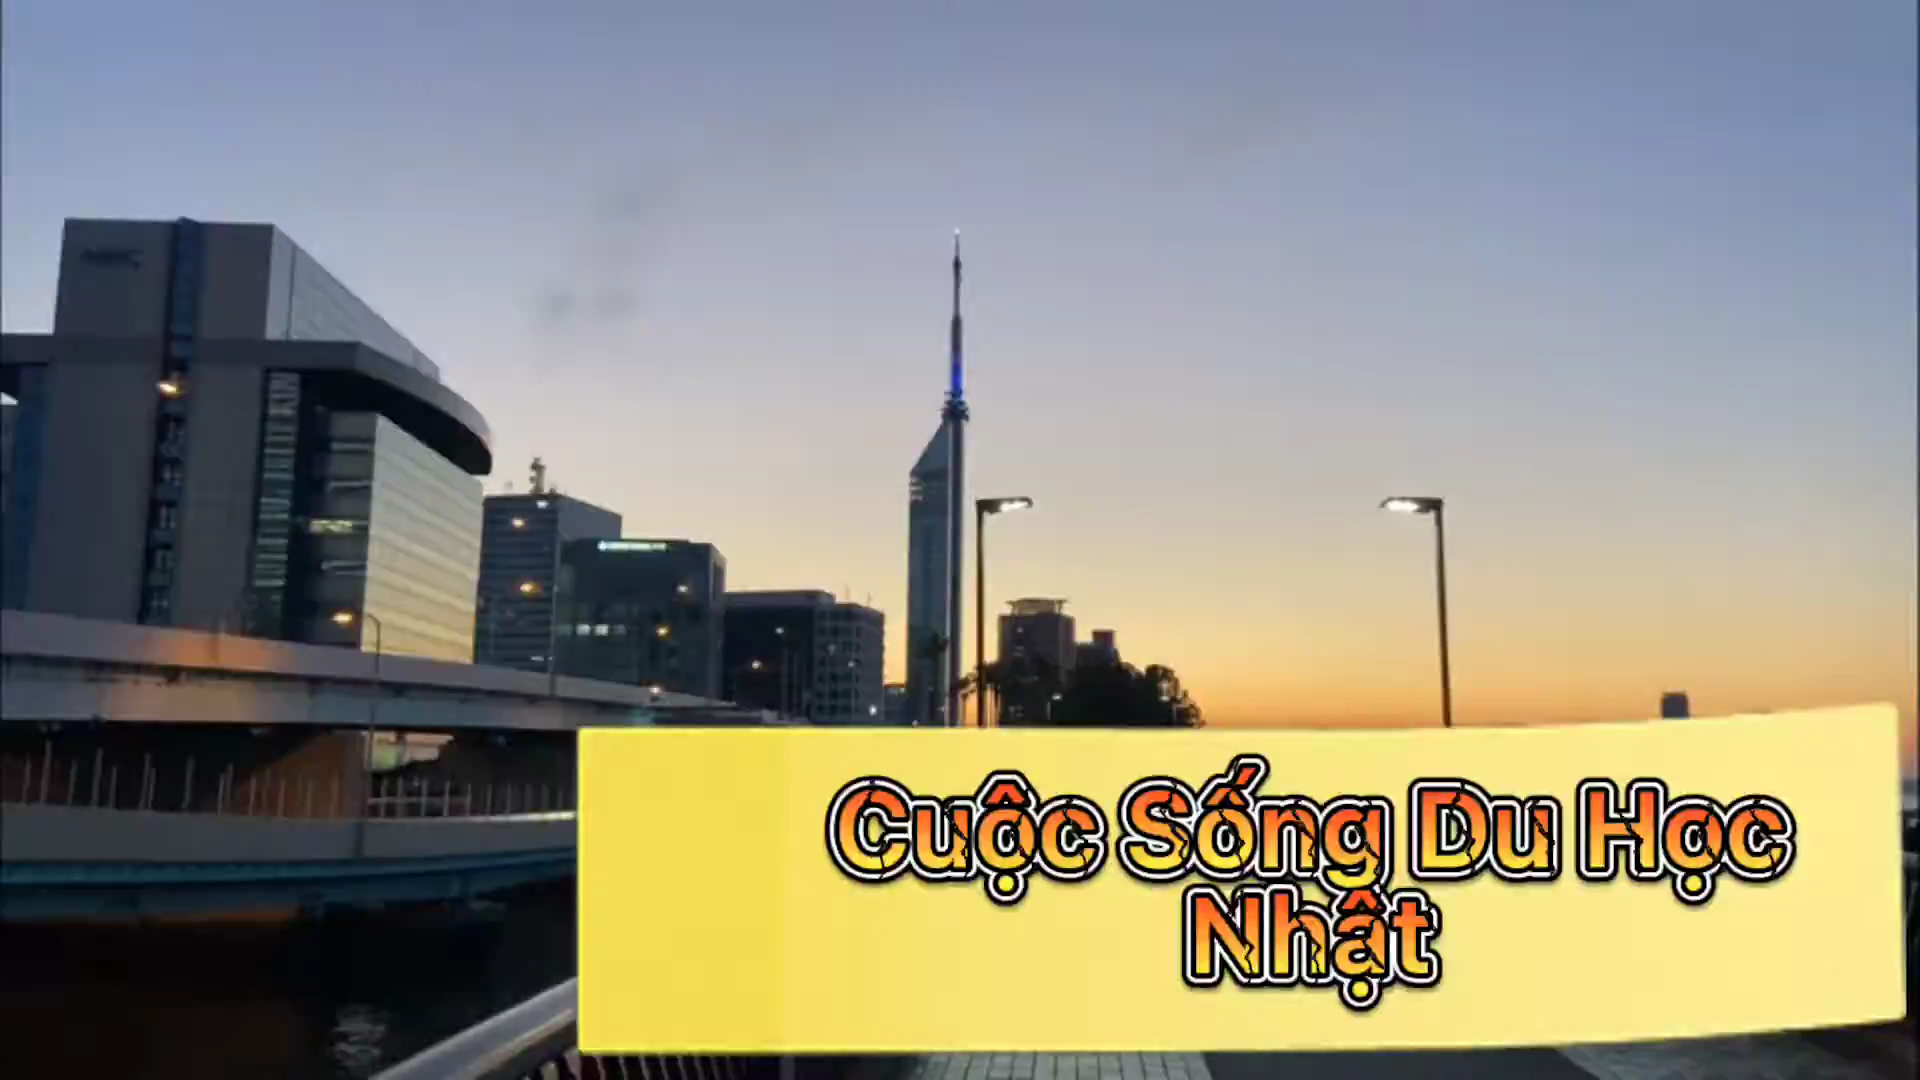 Cuộc Sống Du Học
Nhật